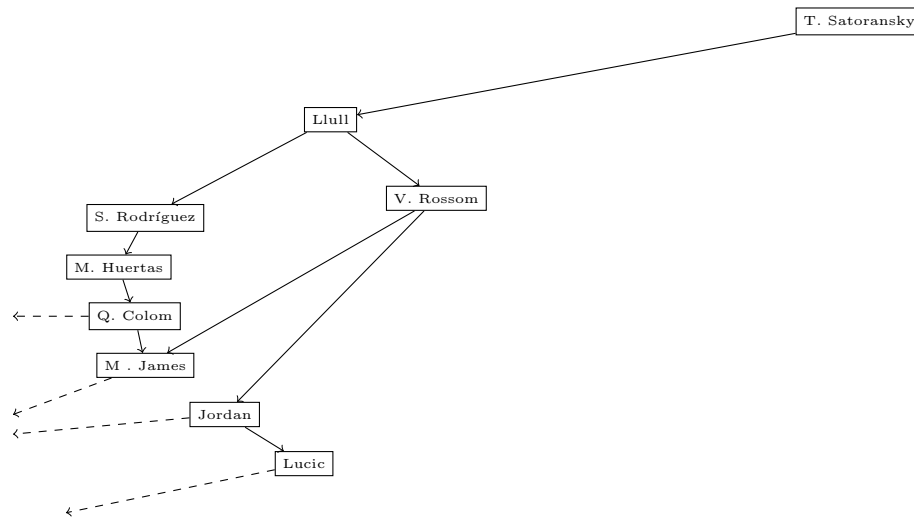 T. Satoransky
Llull
V. Rossom
S. Rodríguez
M. Huertas
Q. Colom
M . James
Jordan
Lucic